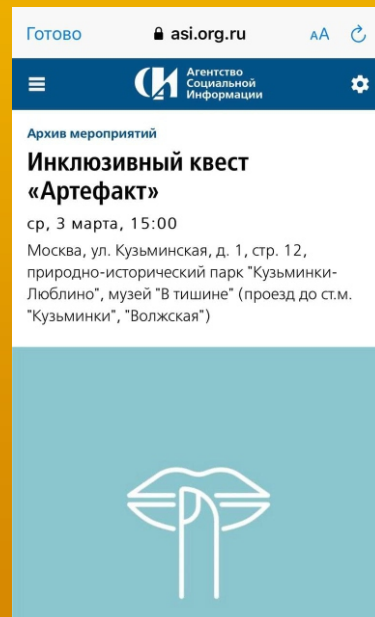 Готово
asi.org.ru
АА
СИ
Агентство
Социальной
Информации
Архив мероприятий
Инклюзивный квест
«Артефакт»
ср, 3 марта, 15:00
Москва, ул. Кузьминская, д. 1, стр. 12,
природно-исторический парк "Кузьминки-
Люблино", музей "В тишине" (проезд до ст.м.
"Кузьминки", "Волжская")